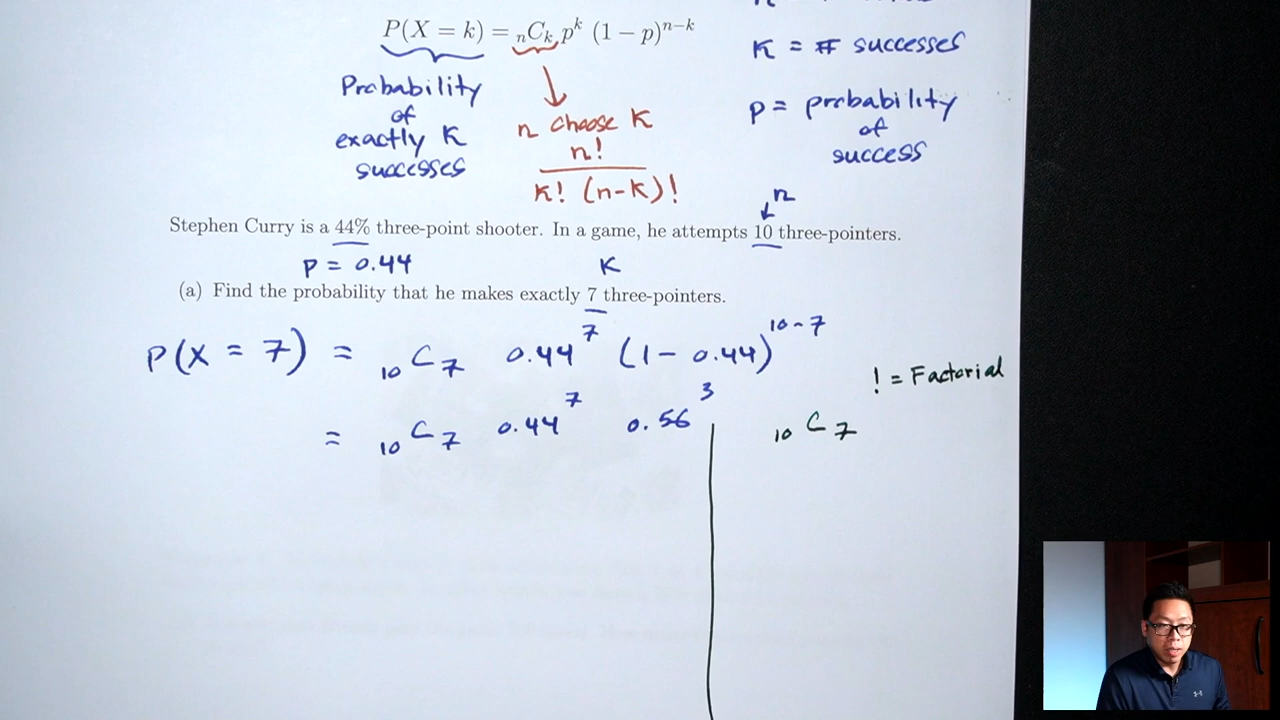 P(X = k) = nCk p^k (1 − p)^{n−k}
K = # successes
Probability
of
exactly K
successes
n choose K
n!
K! (n-K)!
p = probability
of
success
n
Stephen Curry is a 44% three-point shooter. In a game, he attempts 10 three-pointers.
P = 0.44
K
(a) Find the probability that he makes exactly 7 three-pointers.
P(X = 7) = 10C7 0.44^7 (1 - 0.44)^{10-7}
! = Factorial
= 10C7 0.44^7 0.56^3
10C7